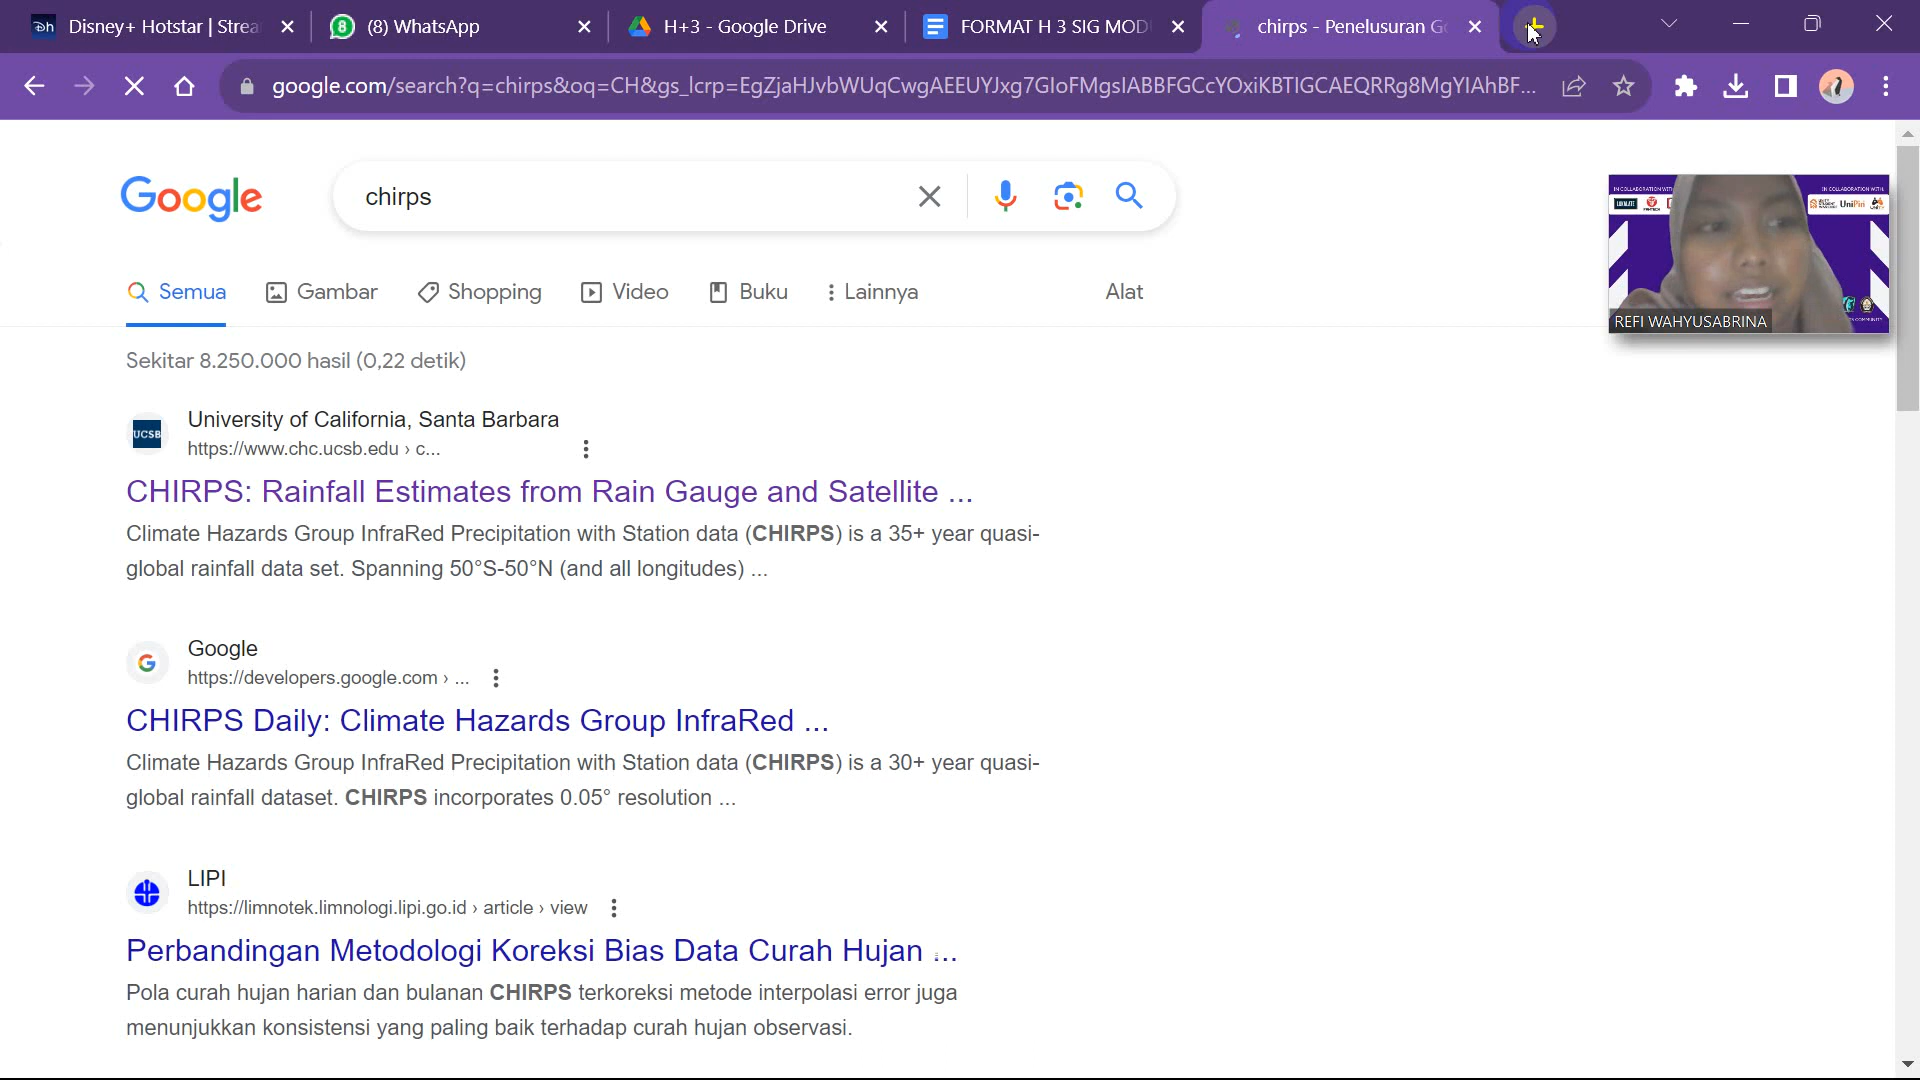 Disney+ Hotstar | Strea
(8) WhatsApp
H+3 - Google Drive
FORMAT H 3 SIG MOD
chirps - Penelusuran G
google.com/search?q=chirps&oq=CH&gs_lcrp=EgZjaHJvbWUqCwgAEEUYJxg7GIoFMgsIABBFGCcYOxiKBTIGCAEQRRg8MgYIAhBF...
Google
chirps
Semua
Gambar
Shopping
Video
Buku
Lainnya
Alat
IN COLLABORATION WITH
IN COLLABORATION WITH
UniPin
REFI WAHYUSABRINA
Sekitar 8.250.000 hasil (0,22 detik)
UCSB
University of California, Santa Barbara
https://www.chc.ucsb.edu › c...
CHIRPS: Rainfall Estimates from Rain Gauge and Satellite ...
Climate Hazards Group InfraRed Precipitation with Station data (CHIRPS) is a 35+ year quasi-
global rainfall data set. Spanning 50°S-50°N (and all longitudes) ...
Google
https://developers.google.com › ...
CHIRPS Daily: Climate Hazards Group InfraRed ...
Climate Hazards Group InfraRed Precipitation with Station data (CHIRPS) is a 30+ year quasi-
global rainfall dataset. CHIRPS incorporates 0.05° resolution ...
LIPI
https://limnotek.limnologi.lipi.go.id › article › view
Perbandingan Metodologi Koreksi Bias Data Curah Hujan ...
Pola curah hujan harian dan bulanan CHIRPS terkoreksi metode interpolasi error juga
menunjukkan konsistensi yang paling baik terhadap curah hujan observasi.